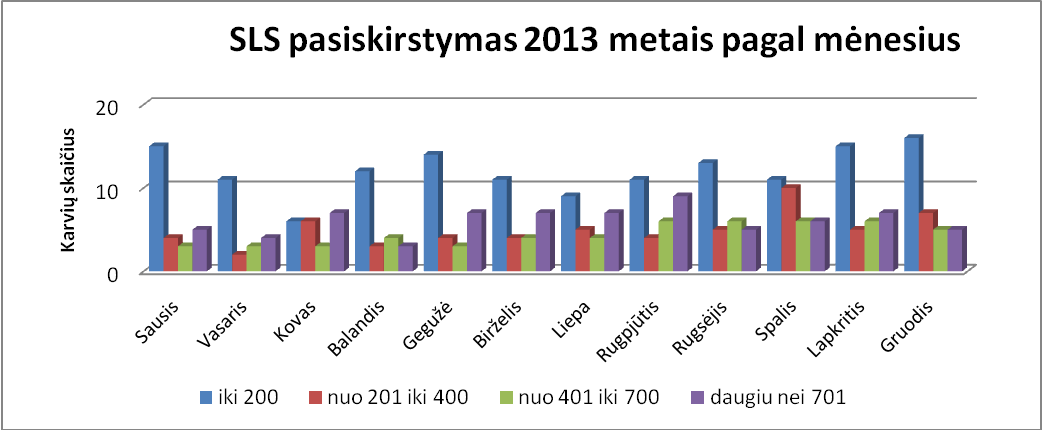 SLS pasiskirstymas 2013 metais pagal mėnesius
Karvių skaičius
20
10
0
Sausis
Vasaris
Kovas
Balandis
Gegužė
Birželis
Liepa
Rugpjūtis
Rugsėjis
Spalis
Lapkritis
Gruodis
iki 200 nuo 201 iki 400 nuo 401 iki 700 daugiu nei 701